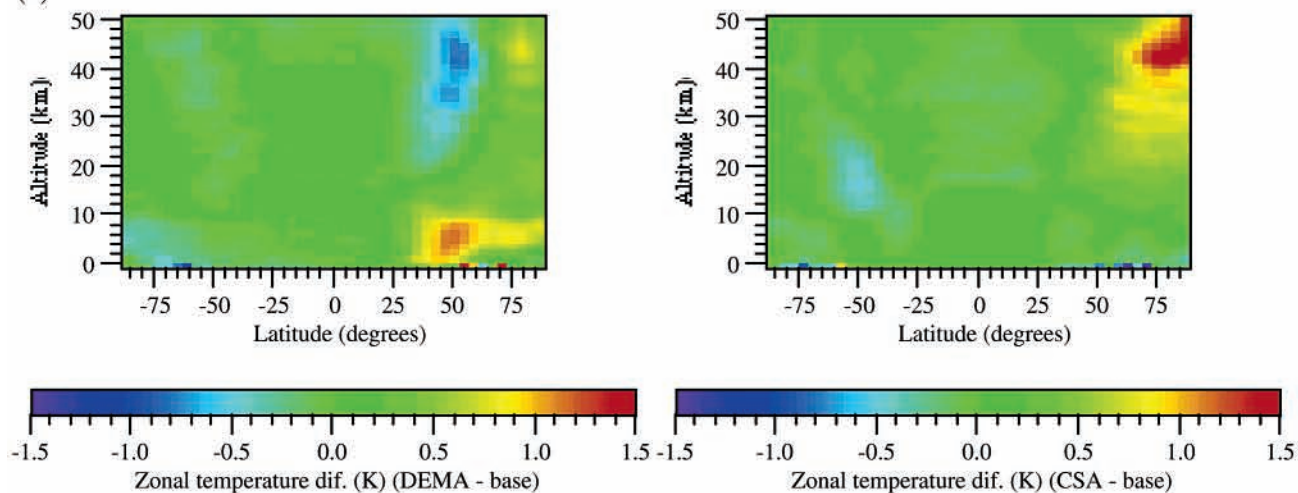 50
40
30
20
10
0
Altitude (km)
-75 -50 -25 0 25 50 75
Latitude (degrees)
50
40
30
20
10
0
Altitude (km)
-75 -50 -25 0 25 50 75
Latitude (degrees)
-1.5 -1.0 -0.5 0.0 0.5 1.0 1.5
Zonal temperature dif. (K) (DEMA - base)
-1.5 -1.0 -0.5 0.0 0.5 1.0 1.5
Zonal temperature dif. (K) (CSA - base)